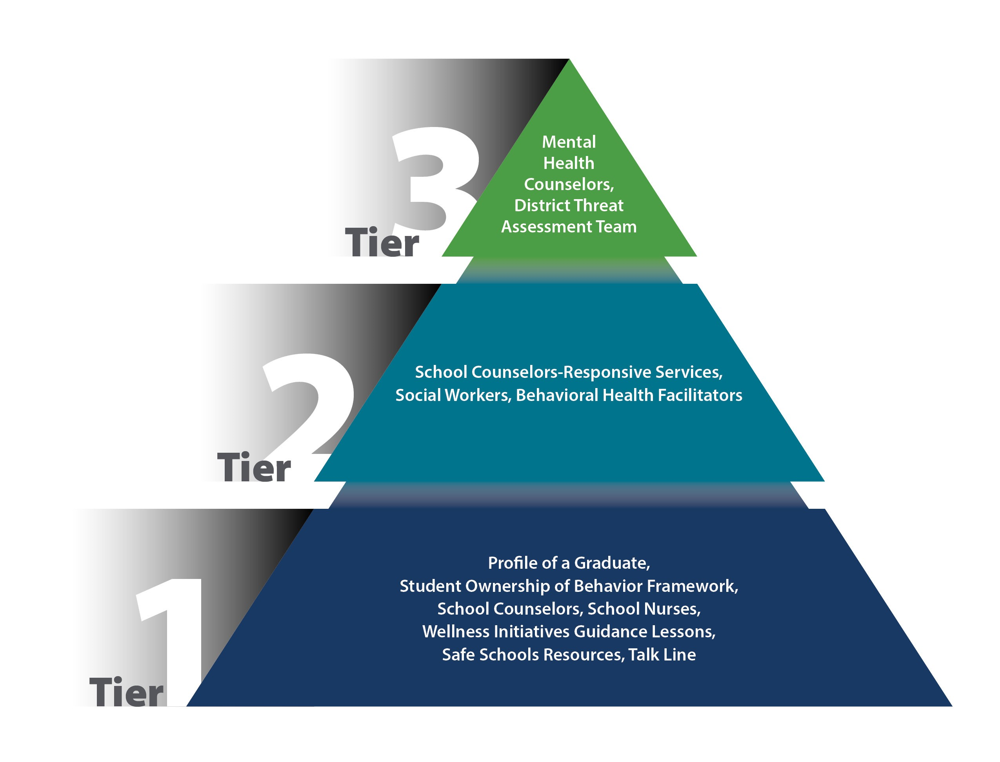 3
Tier
Mental
Health
Counselors,
District Threat
Assessment Team
2
Tier
School Counselors-Responsive Services,
Social Workers, Behavioral Health Facilitators
1
Tier
Profile of a Graduate,
Student Ownership of Behavior Framework,
School Counselors, School Nurses,
Wellness Initiatives Guidance Lessons,
Safe Schools Resources, Talk Line